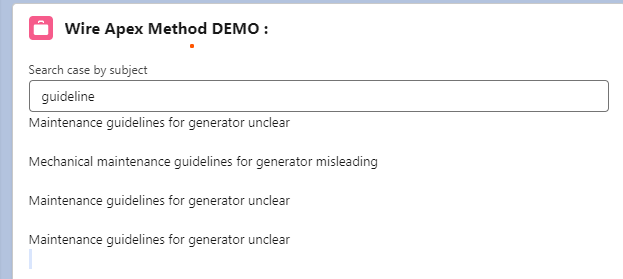 Wire Apex Method DEMO :
Search case by subject
guideline
Maintenance guidelines for generator unclear
Mechanical maintenance guidelines for generator misleading
Maintenance guidelines for generator unclear
Maintenance guidelines for generator unclear